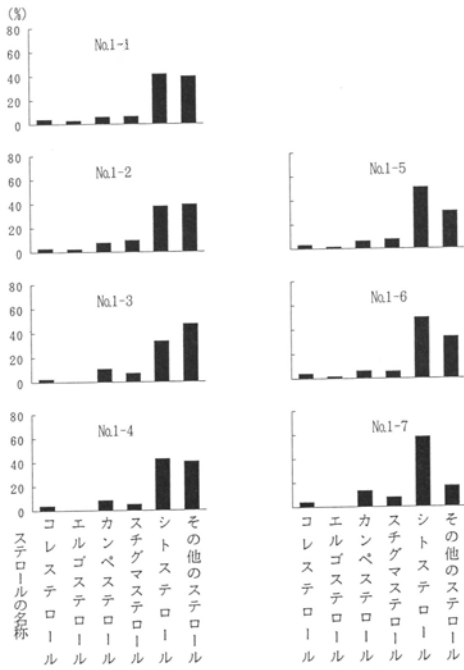 (%)
No.1-1
80
60
40
20
0
No.1-2
80
60
40
20
0
No.1-3
80
60
40
20
0
No.1-4
80
60
40
20
0
No.1-5
No.1-6
No.1-7
ステロールの名称
コレステロール
エルゴステロール
カンペステロール
スチグマステロール
シトステロール
その他のステロール
コレステロール
エルゴステロール
カンペステロール
スチグマステロール
シトステロール
その他のステロール